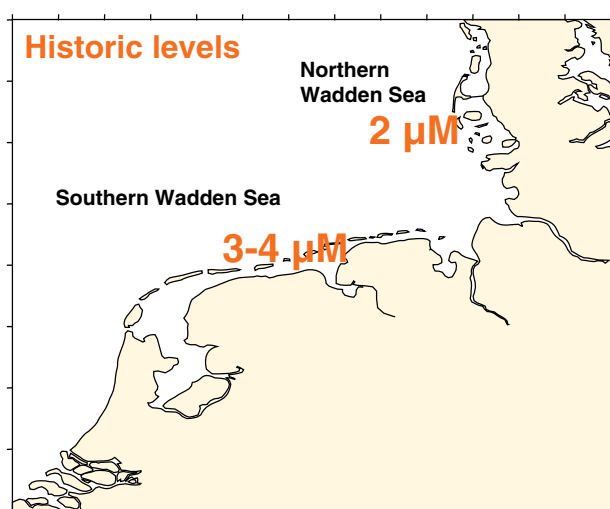 Historic levels
Northern
Wadden Sea
2 µM
Southern Wadden Sea
3-4 µM